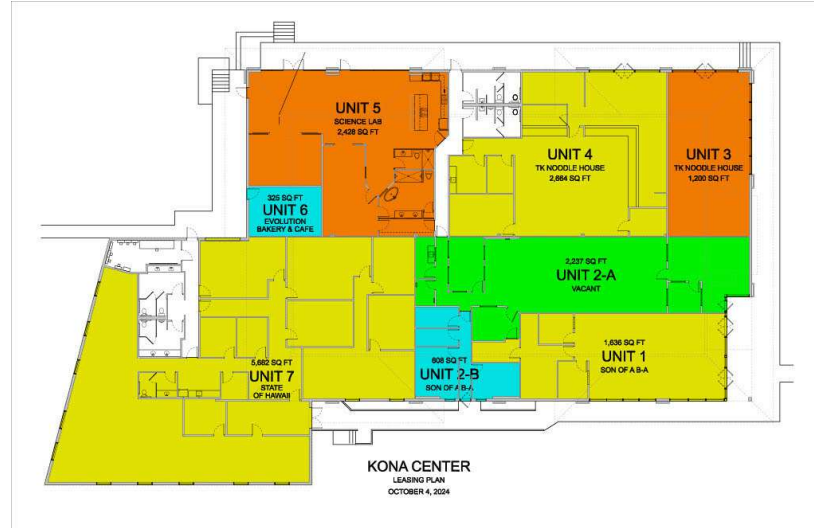 UNIT 5
SCIENCE LAB
2,428 SQ FT
UNIT 4
TK NOODLE HOUSE
2,664 SQ FT
UNIT 3
TK NOODLE HOUSE
1,200 SQ FT
325 SQ FT
UNIT 6
EVOLUTION
BAKERY & CAFE
2,237 SQ FT
UNIT 2-A
VACANT
1,636 SQ FT
UNIT 1
SON OF A B-A
608 SQ FT
UNIT 2-B
SON OF A B-A
5,682 SQ FT
UNIT 7
STATE
OF HAWAII
KONA CENTER
LEASING PLAN
OCTOBER 4, 2024